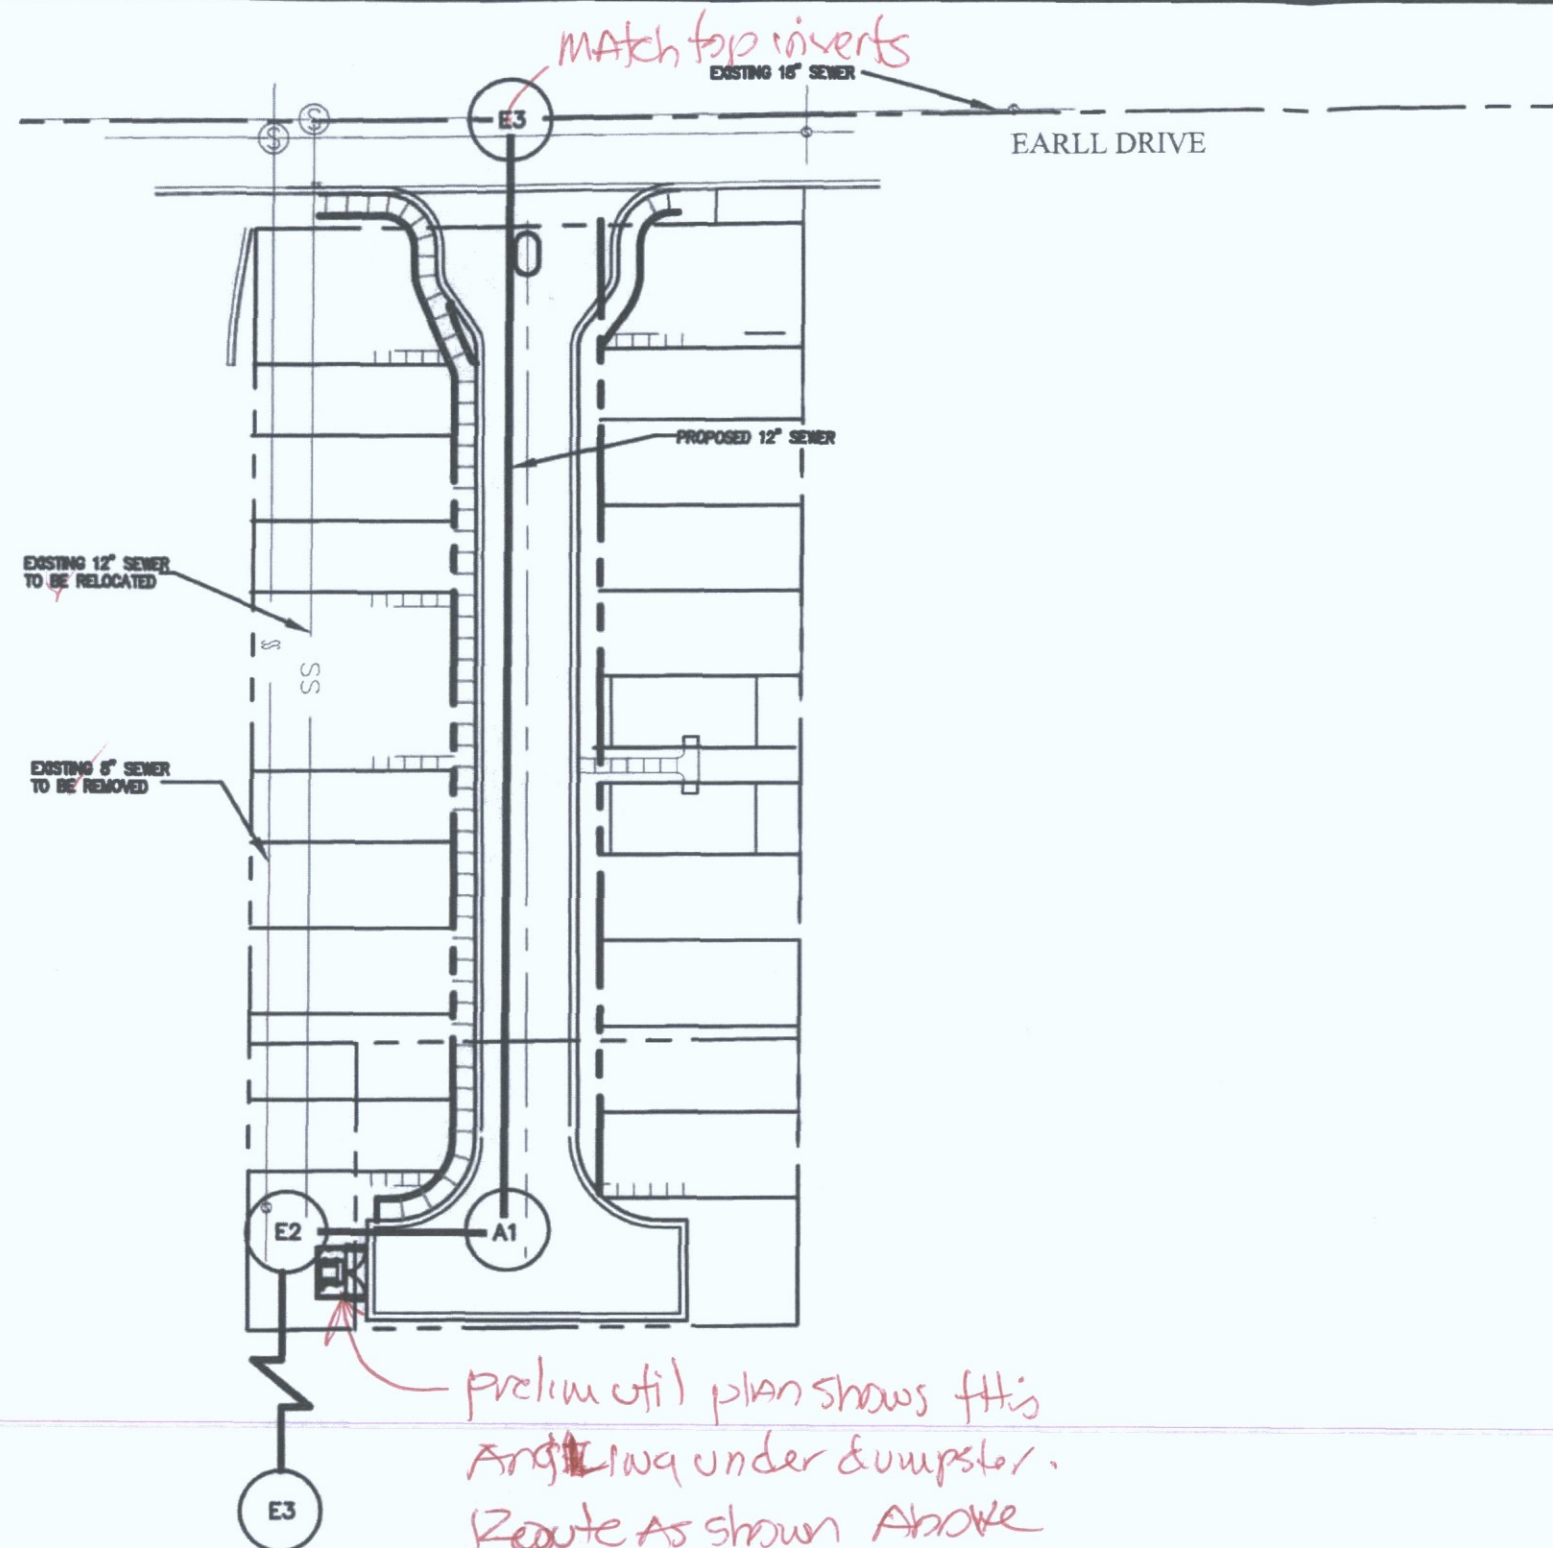 MAtch top inverts
EXISTING 18" SEWER
E3
S
S
EARLL DRIVE
PROPOSED 12" SEWER
EXISTING 12" SEWER
TO BE RELOCATED
SS
SS
EXISTING 8" SEWER
TO BE REMOVED
E2
A1
prelim util plan shows this
Angling under dumpster.
Route As shown Above
E3